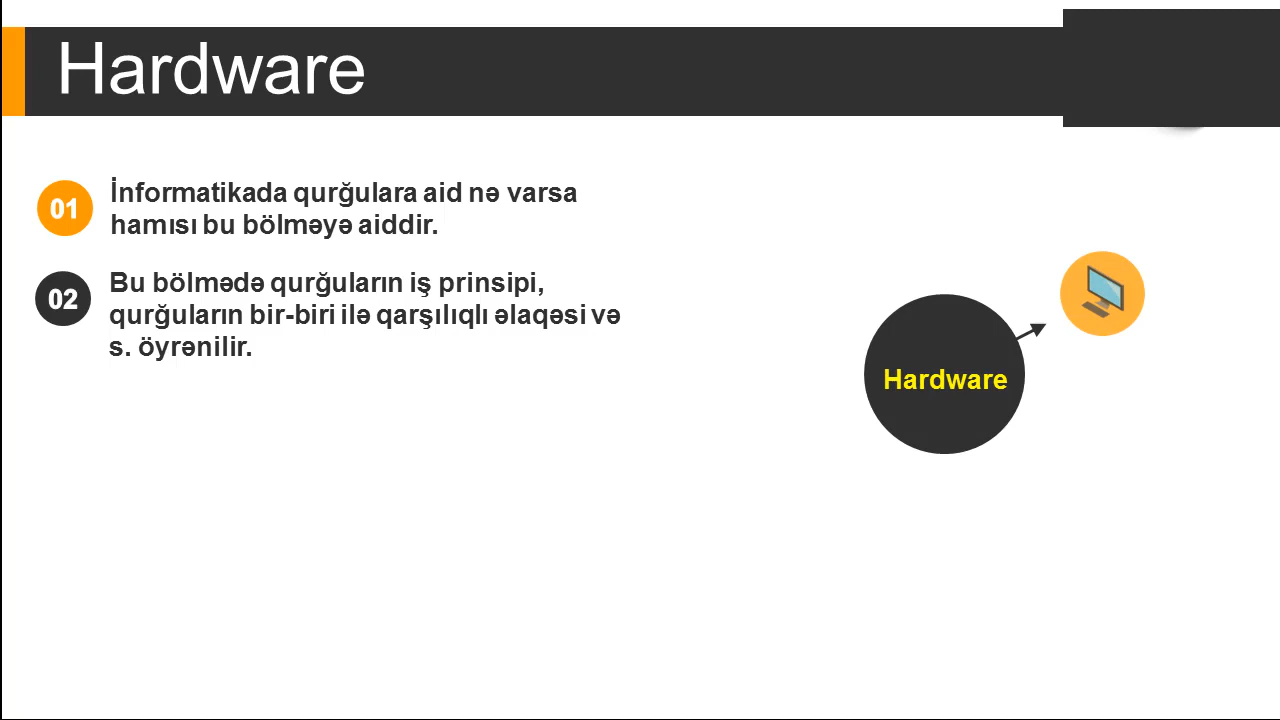 Hardware
01
İnformatikada qurğulara aid nə varsa
hamısı bu bölməyə aiddir.
02
Bu bölmədə qurğuların iş prinsipi,
qurğuların bir-biri ilə qarşılıqlı əlaqəsi və
s. öyrənilir.
Hardware